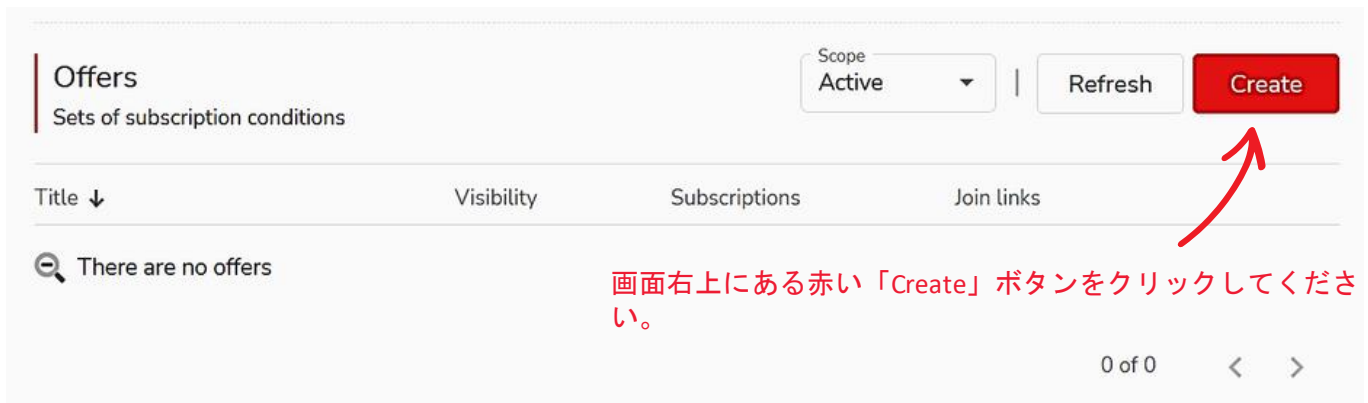 Offers
Sets of subscription conditions
Scope
Active
Refresh
Create
Title
Visibility
Subscriptions
Join links
There are no offers
画面右上にある赤い「Create」ボタンをクリックしてくださ
い。
0 of 0